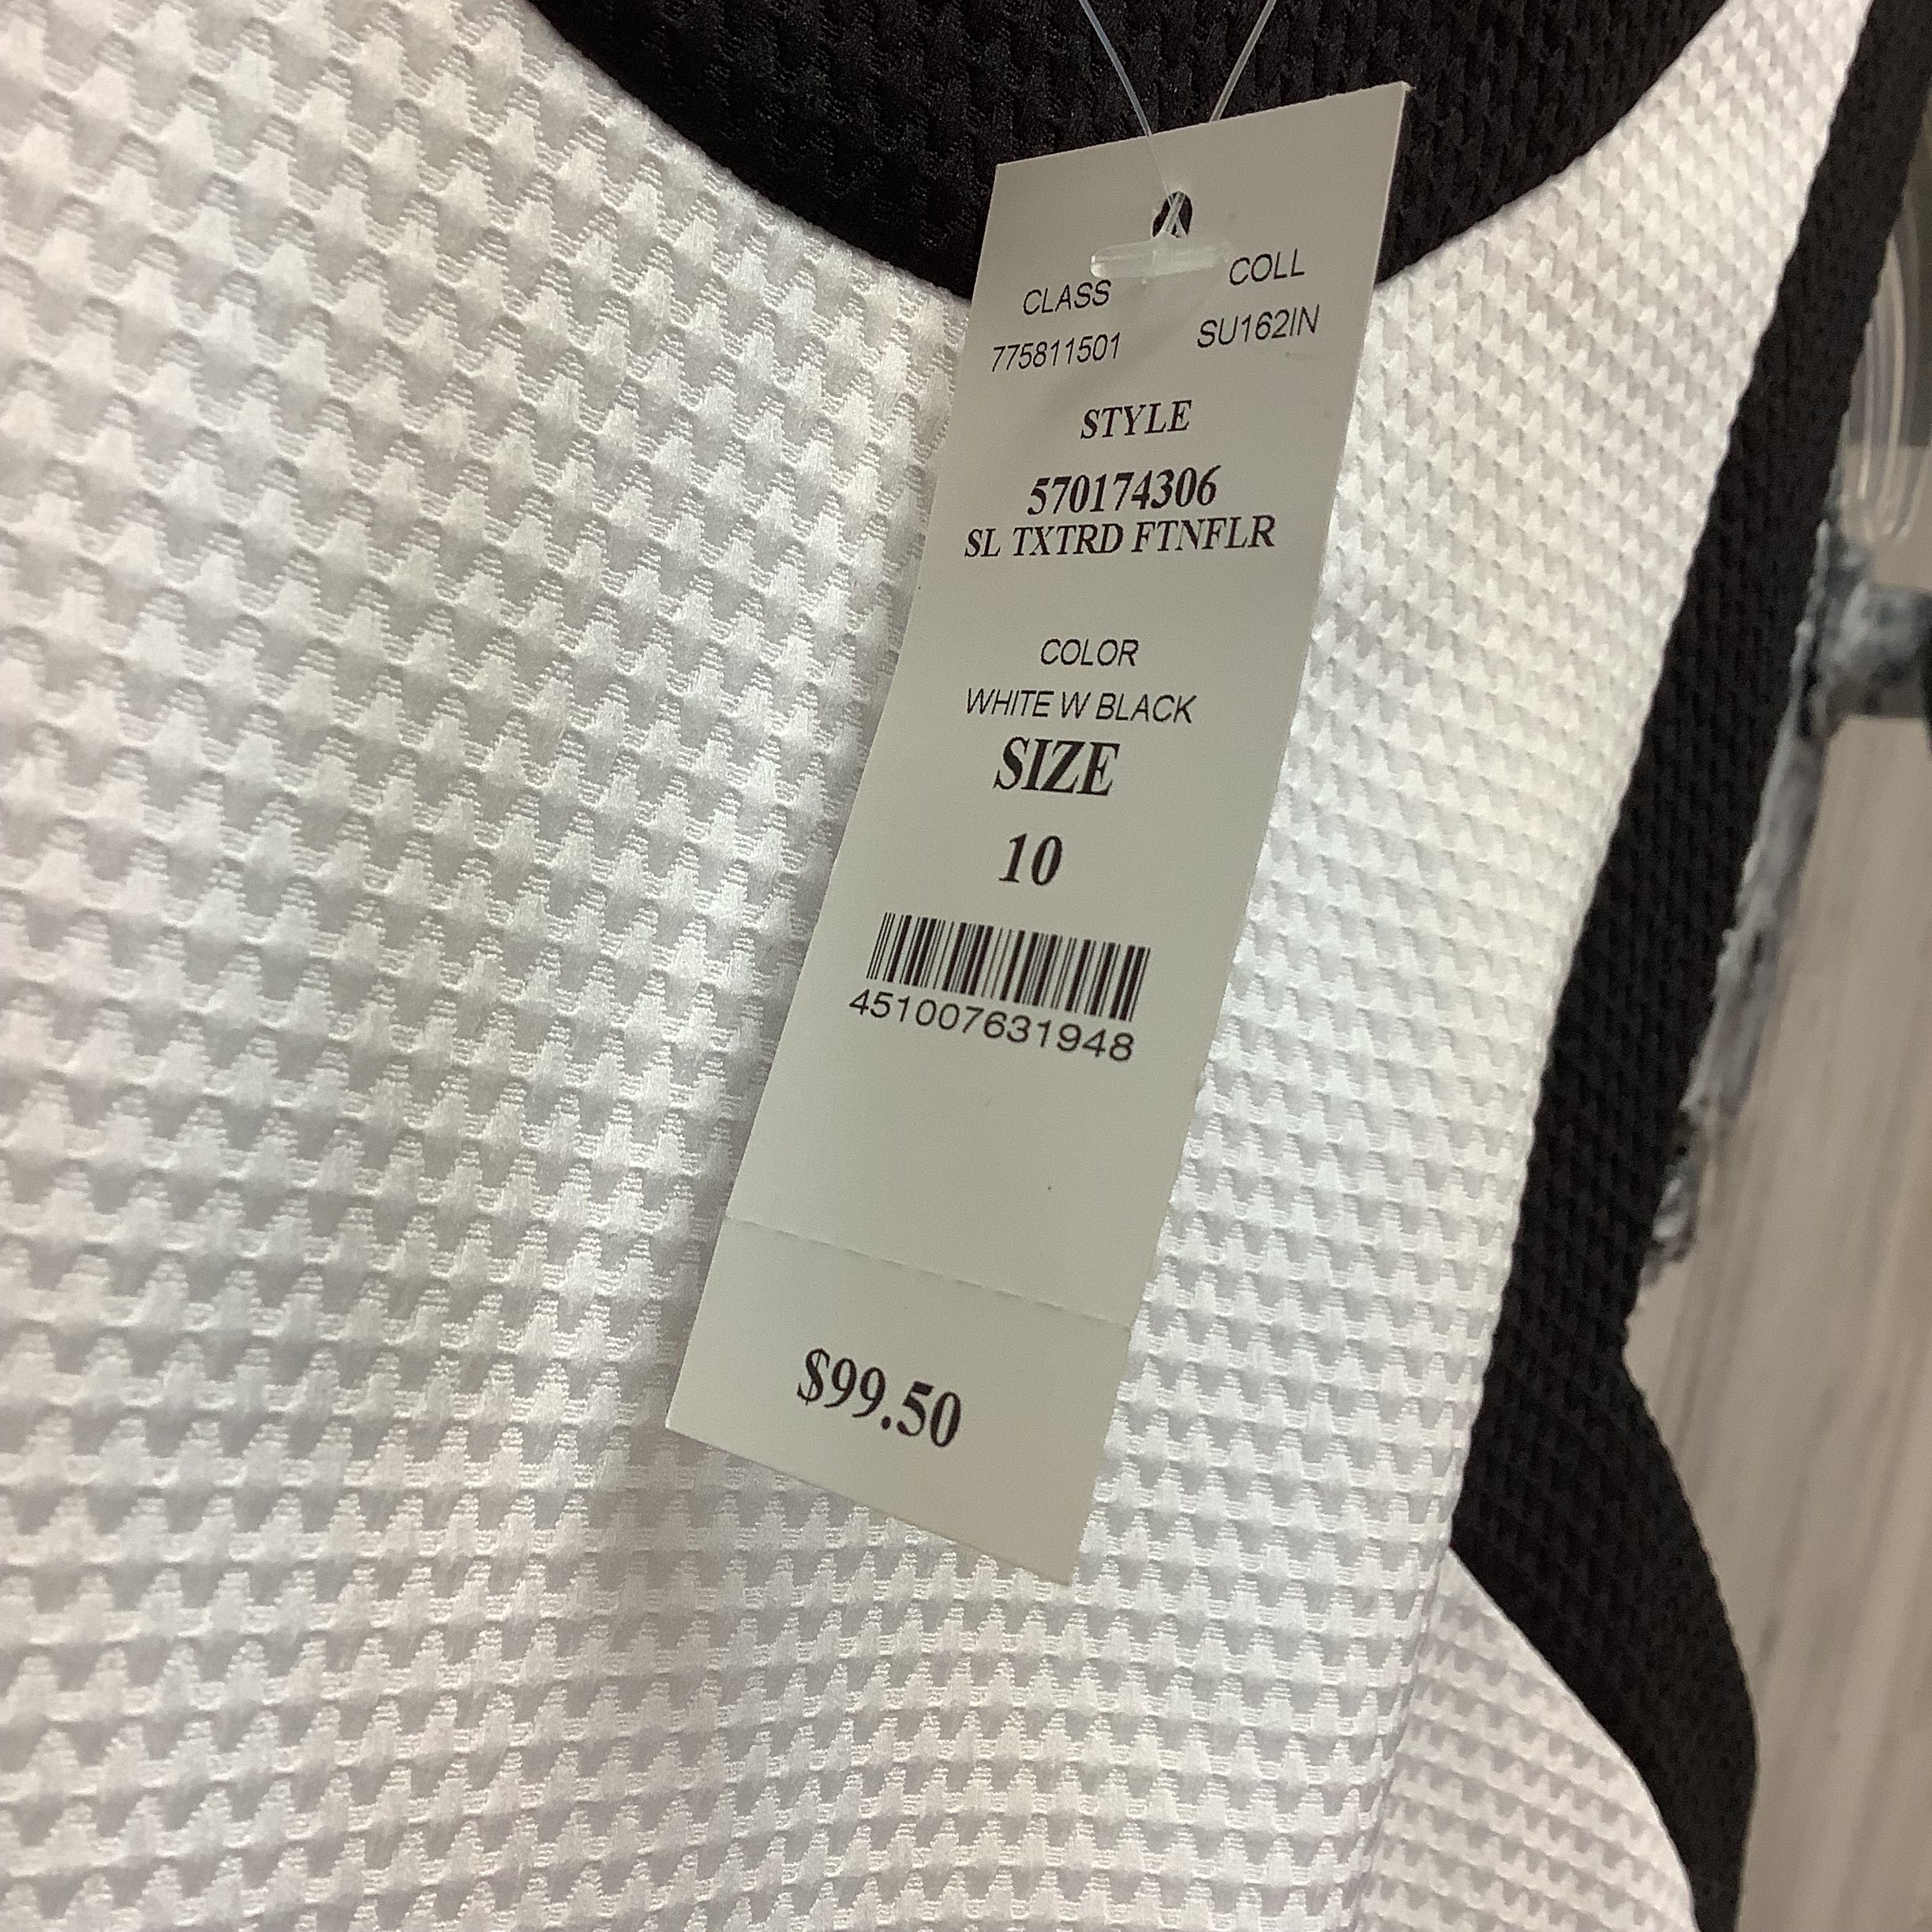 CLASS COLL
775811501 SU162IN
STYLE
570174306
SL TXTRD FTNFLR
COLOR
WHITE W BLACK
SIZE
10
451007631948
$99.50